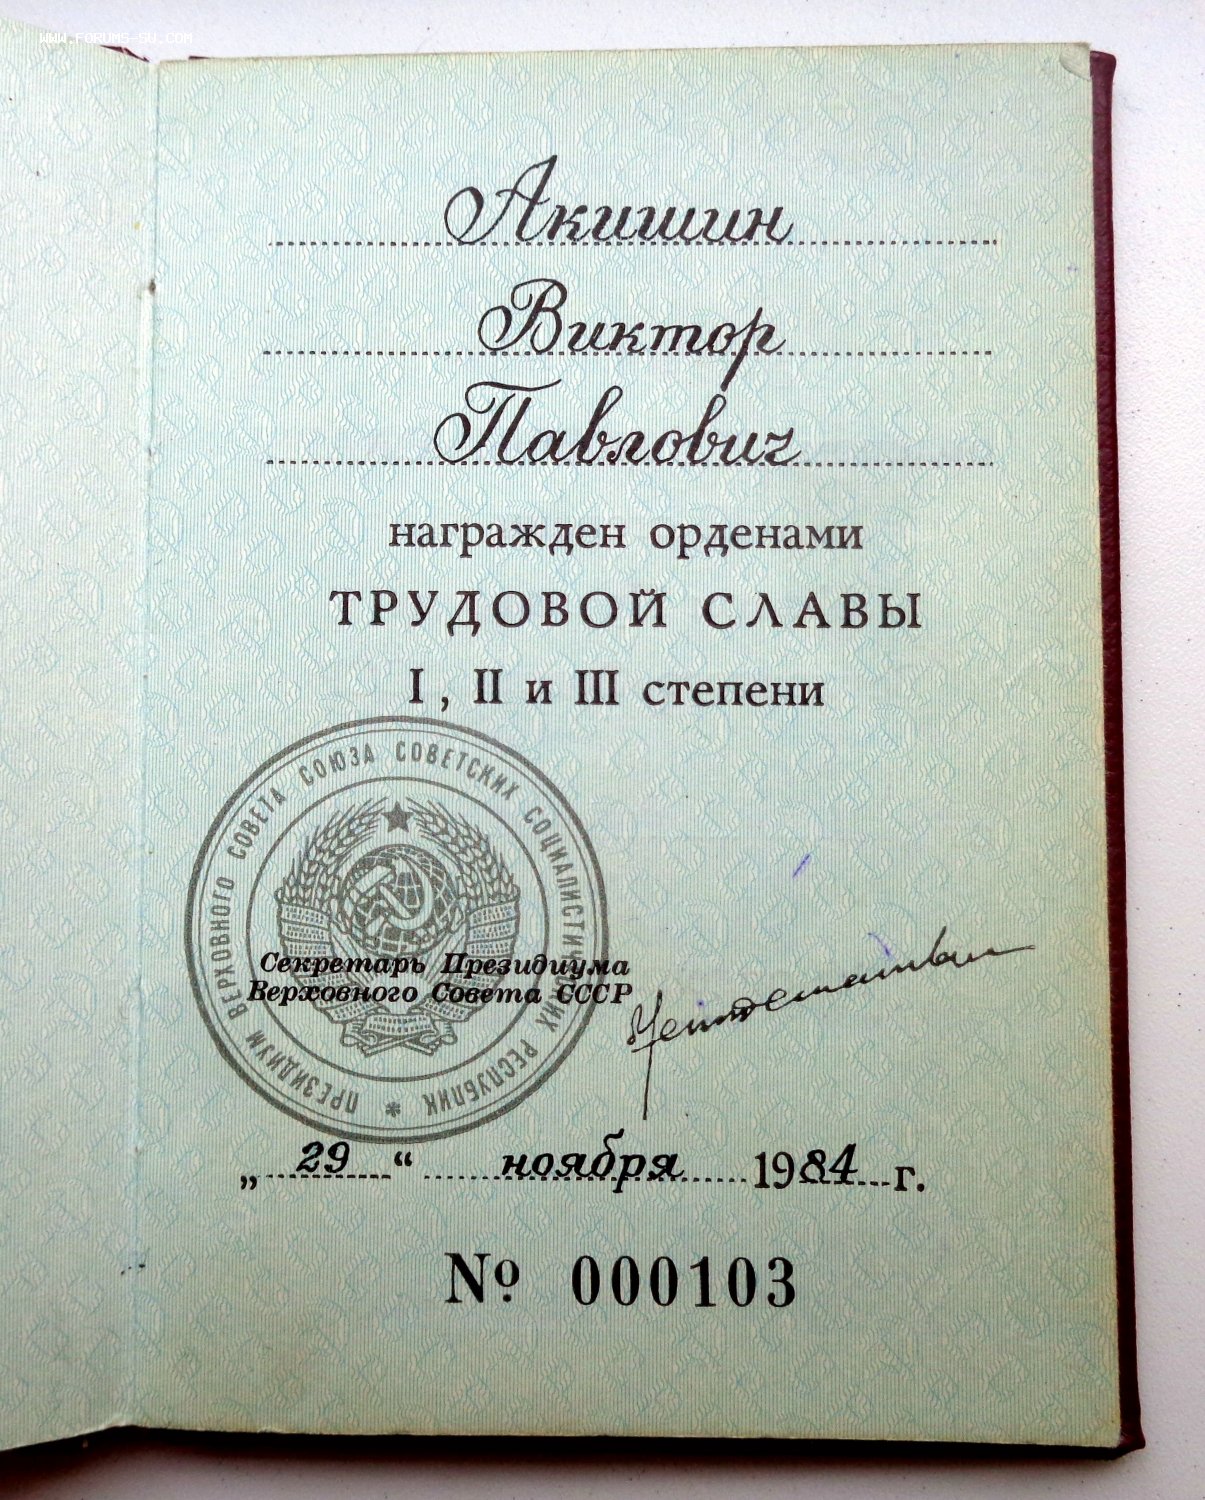 WWW.FORUMS-SU.COM
Акишин
Виктор
Павлович
награжден орденами
ТРУДОВОЙ СЛАВЫ
I, II и III степени
ПРЕЗИДИУМ ВЕРХОВНОГО СОВЕТА СОЮЗА СОВЕТСКИХ СОЦИАЛИСТИЧЕСКИХ РЕСПУБЛИК *
Секретарь Президиума
Верховного Совета СССР
„ 29 “ ноября 1984 г.
№ 000103